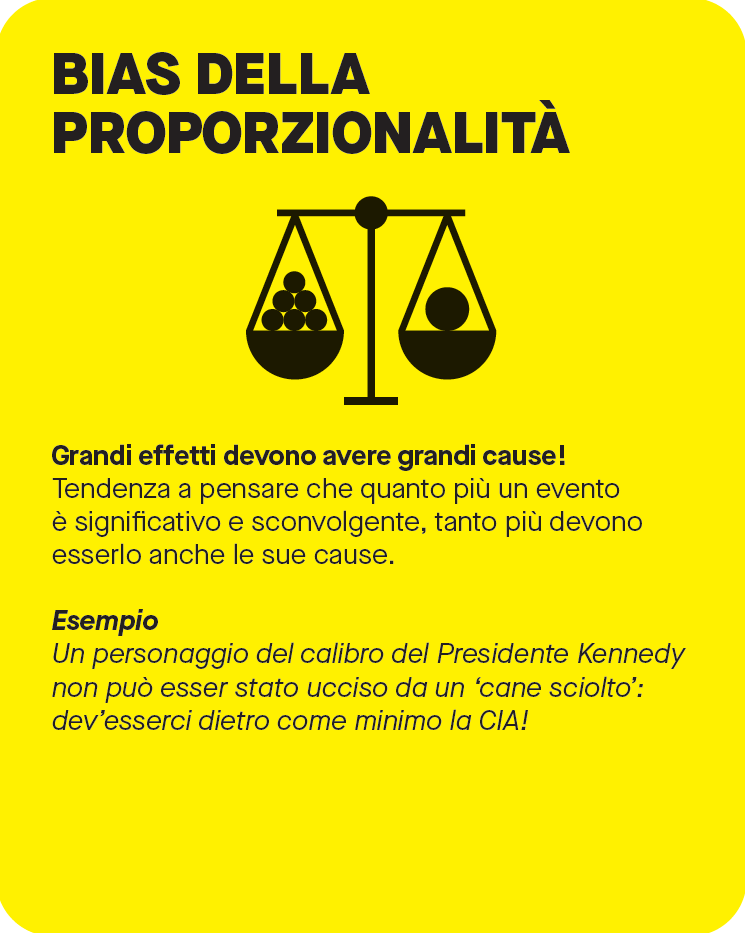 BIAS DELLA
PROPORZIONALITÀ
Grandi effetti devono avere grandi cause!
Tendenza a pensare che quanto più un evento
è significativo e sconvolgente, tanto più devono
esserlo anche le sue cause.
Esempio
Un personaggio del calibro del Presidente Kennedy
non può esser stato ucciso da un ‘cane sciolto’:
dev’esserci dietro come minimo la CIA!